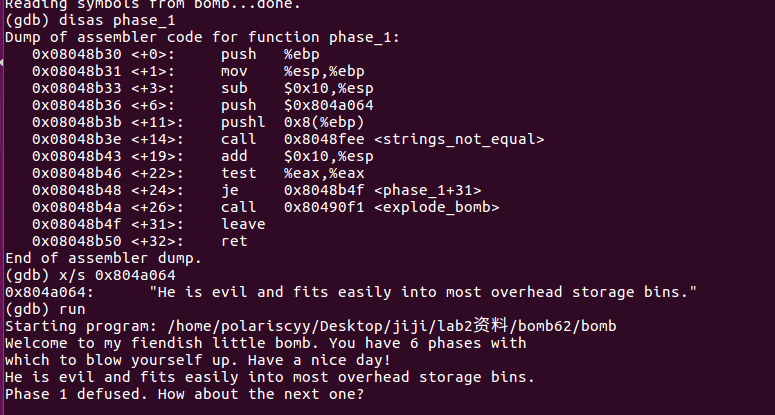 Reading symbols from bomb...done.
(gdb) disas phase_1
Dump of assembler code for function phase_1:
   0x08048b30 <+0>:     push   %ebp
   0x08048b31 <+1>:     mov    %esp,%ebp
   0x08048b33 <+3>:     sub    $0x10,%esp
   0x08048b36 <+6>:     push   $0x804a064
   0x08048b3b <+11>:    pushl  0x8(%ebp)
   0x08048b3e <+14>:    call   0x8048fee <strings_not_equal>
   0x08048b43 <+19>:    add    $0x10,%esp
   0x08048b46 <+22>:    test   %eax,%eax
   0x08048b48 <+24>:    je     0x8048b4f <phase_1+31>
   0x08048b4a <+26>:    call   0x80490f1 <explode_bomb>
   0x08048b4f <+31>:    leave
   0x08048b50 <+32>:    ret
End of assembler dump.
(gdb) x/s 0x804a064
0x804a064:      "He is evil and fits easily into most overhead storage bins."
(gdb) run
Starting program: /home/polariscyy/Desktop/jiji/lab2资料/bomb62/bomb
Welcome to my fiendish little bomb. You have 6 phases with
which to blow yourself up. Have a nice day!
He is evil and fits easily into most overhead storage bins.
Phase 1 defused. How about the next one?